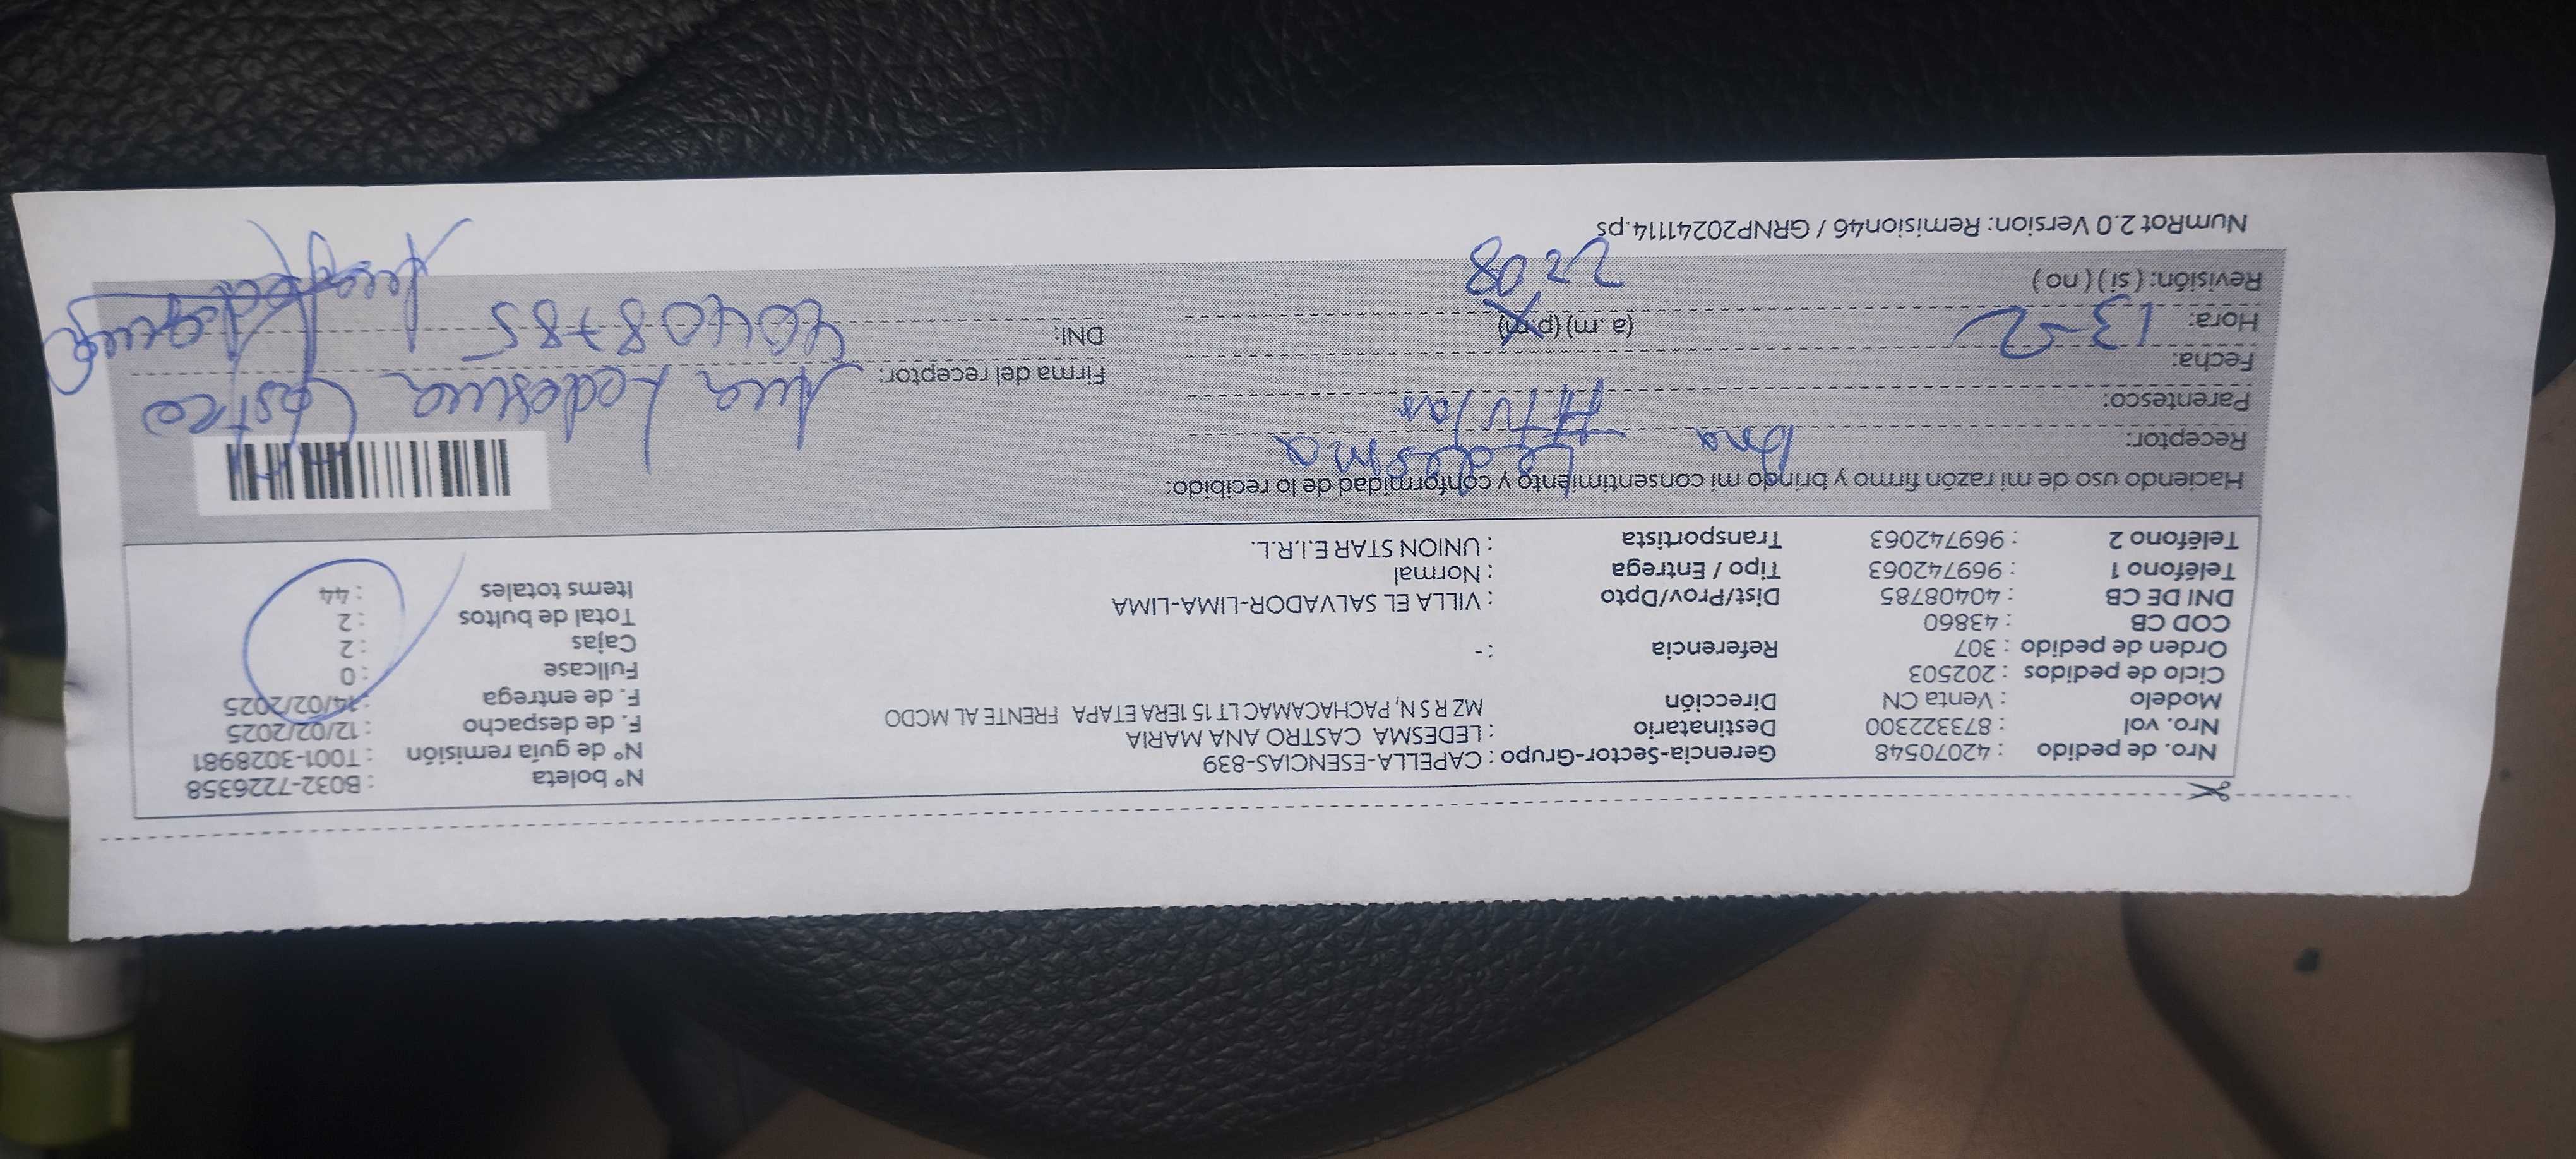 Nro. de pedido : 42070548 Gerencia-Sector-Grupo : CAPELLA-ESENCIAS-839 N° boleta : B032-7226358
Nro. vol : 873322300 Destinatario : LEDESMA CASTRO ANA MARIA N° de guía remisión : T001-3028981
Modelo : Venta CN Dirección MZ R S N, PACHACAMAC LT 15 1ERA ETAPA FRENTE AL MCDO F. de despacho : 12/02/2025
Ciclo de pedidos : 202503 F. de entrega : 14/02/2025
Orden de pedido : 307 Referencia : - Fullcase : 0
COD CB : 43860 Cajas : 2
DNI DE CB : 40408785 Dist/Prov/Dpto : VILLA EL SALVADOR-LIMA-LIMA Total de bultos : 2
Teléfono 1 : 969742063 Tipo / Entrega : Normal Items totales : 44
Teléfono 2 : 969742063 Transportista : UNION STAR E.I.R.L.
Haciendo uso de mi razón firmo y brindo mi consentimiento y conformidad de lo recibido:
Receptor: Ana Ledesma
Parentesco: Titular
Fecha: 13-2 Firma del receptor: Ana Ledesma Castro
Hora: (a. m) (p. m) 2:08 DNI: 40408785
Revisión: ( si ) ( no )
NumRot 2.0 Version: Remision46 / GRNP20241114.ps